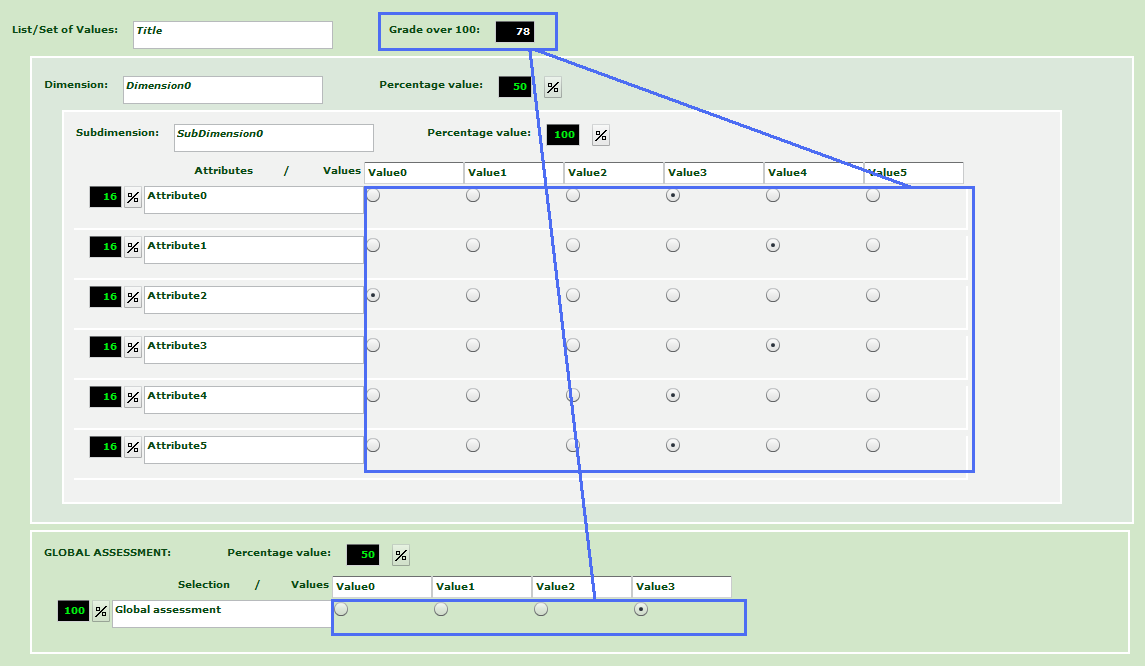 List/Set of Values: Title Grade over 100: 78
Dimension: Dimension0 Percentage value: 50 %
Subdimension: SubDimension0 Percentage value: 100 %
Attributes / Values Value0 Value1 Value2 Value3 Value4 Value5
16 % Attribute0
16 % Attribute1
16 % Attribute2
16 % Attribute3
16 % Attribute4
16 % Attribute5
GLOBAL ASSESSMENT: Percentage value: 50 %
Selection / Values Value0 Value1 Value2 Value3
100 % Global assessment